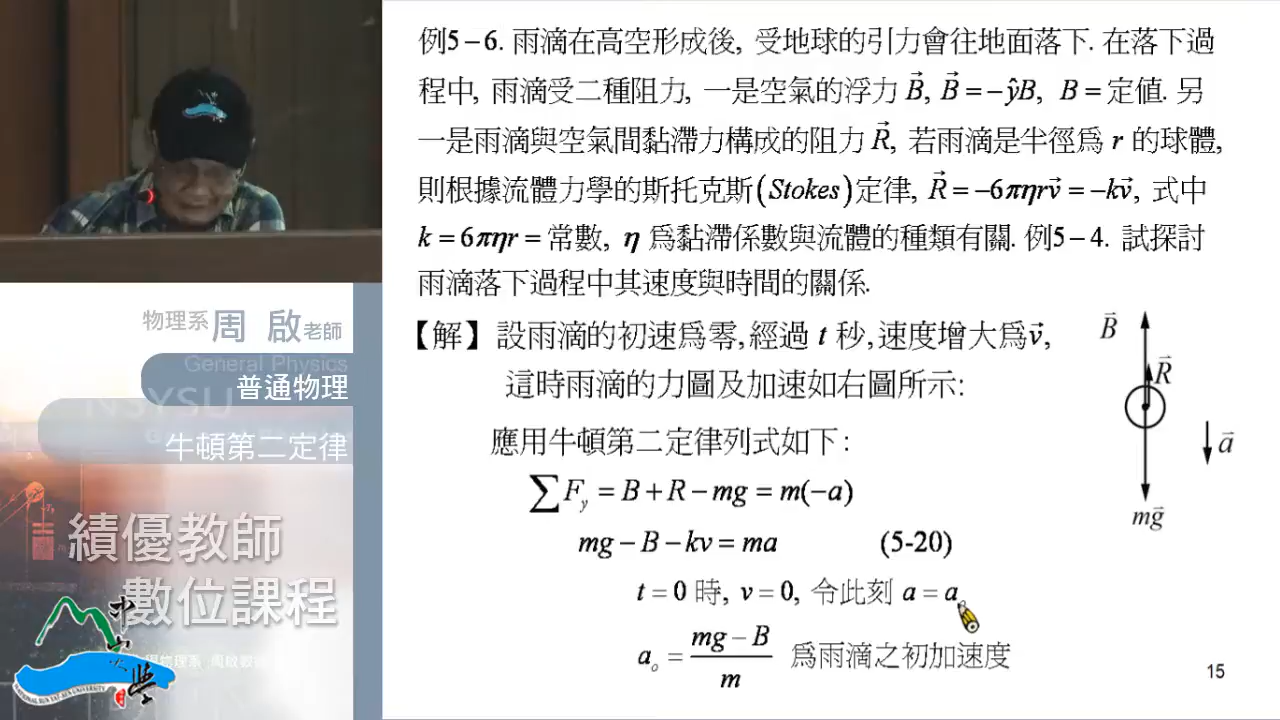 例5－6. 雨滴在高空形成後, 受地球的引力會往地面落下. 在落下過
程中, 雨滴受二種阻力, 一是空氣的浮力 B⃗, B⃗ = −ŷB, B = 定值. 另
一是雨滴與空氣間黏滯力構成的阻力 R⃗, 若雨滴是半徑爲 r 的球體,
則根據流體力學的斯托克斯(Stokes)定律, R⃗ = −6πηrv⃗ = −kv⃗, 式中
k = 6πηr = 常數, η 爲黏滯係數與流體的種類有關. 例5－4. 試探討
雨滴落下過程中其速度與時間的關係.
【解】設雨滴的初速爲零, 經過 t 秒, 速度增大爲v⃗,
這時雨滴的力圖及加速如右圖所示:
應用牛頓第二定律列式如下:
∑F_y = B + R − mg = m(−a)
mg − B − kv = ma (5-20)
t = 0 時, v = 0, 令此刻 a = a
a_o = (mg − B)/m 爲雨滴之初加速度
B⃗
R⃗
a⃗
mg⃗
15
物理系 周 啟 老師
General Physics
普通物理
NSYSU
牛頓第二定律
績優教師
數位課程